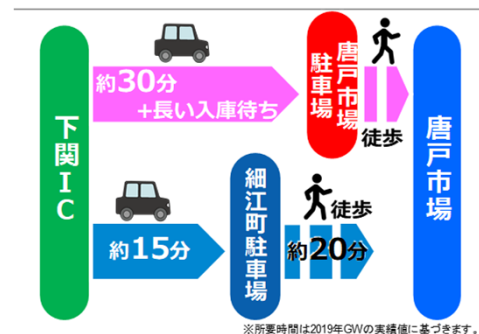 下関IC
約30分
+長い入庫待ち
唐戸市場
駐車場
徒歩
唐戸市場
約15分
細江町駐車場
徒歩
約20分
※所要時間は2019年GWの実績値に基づきます。